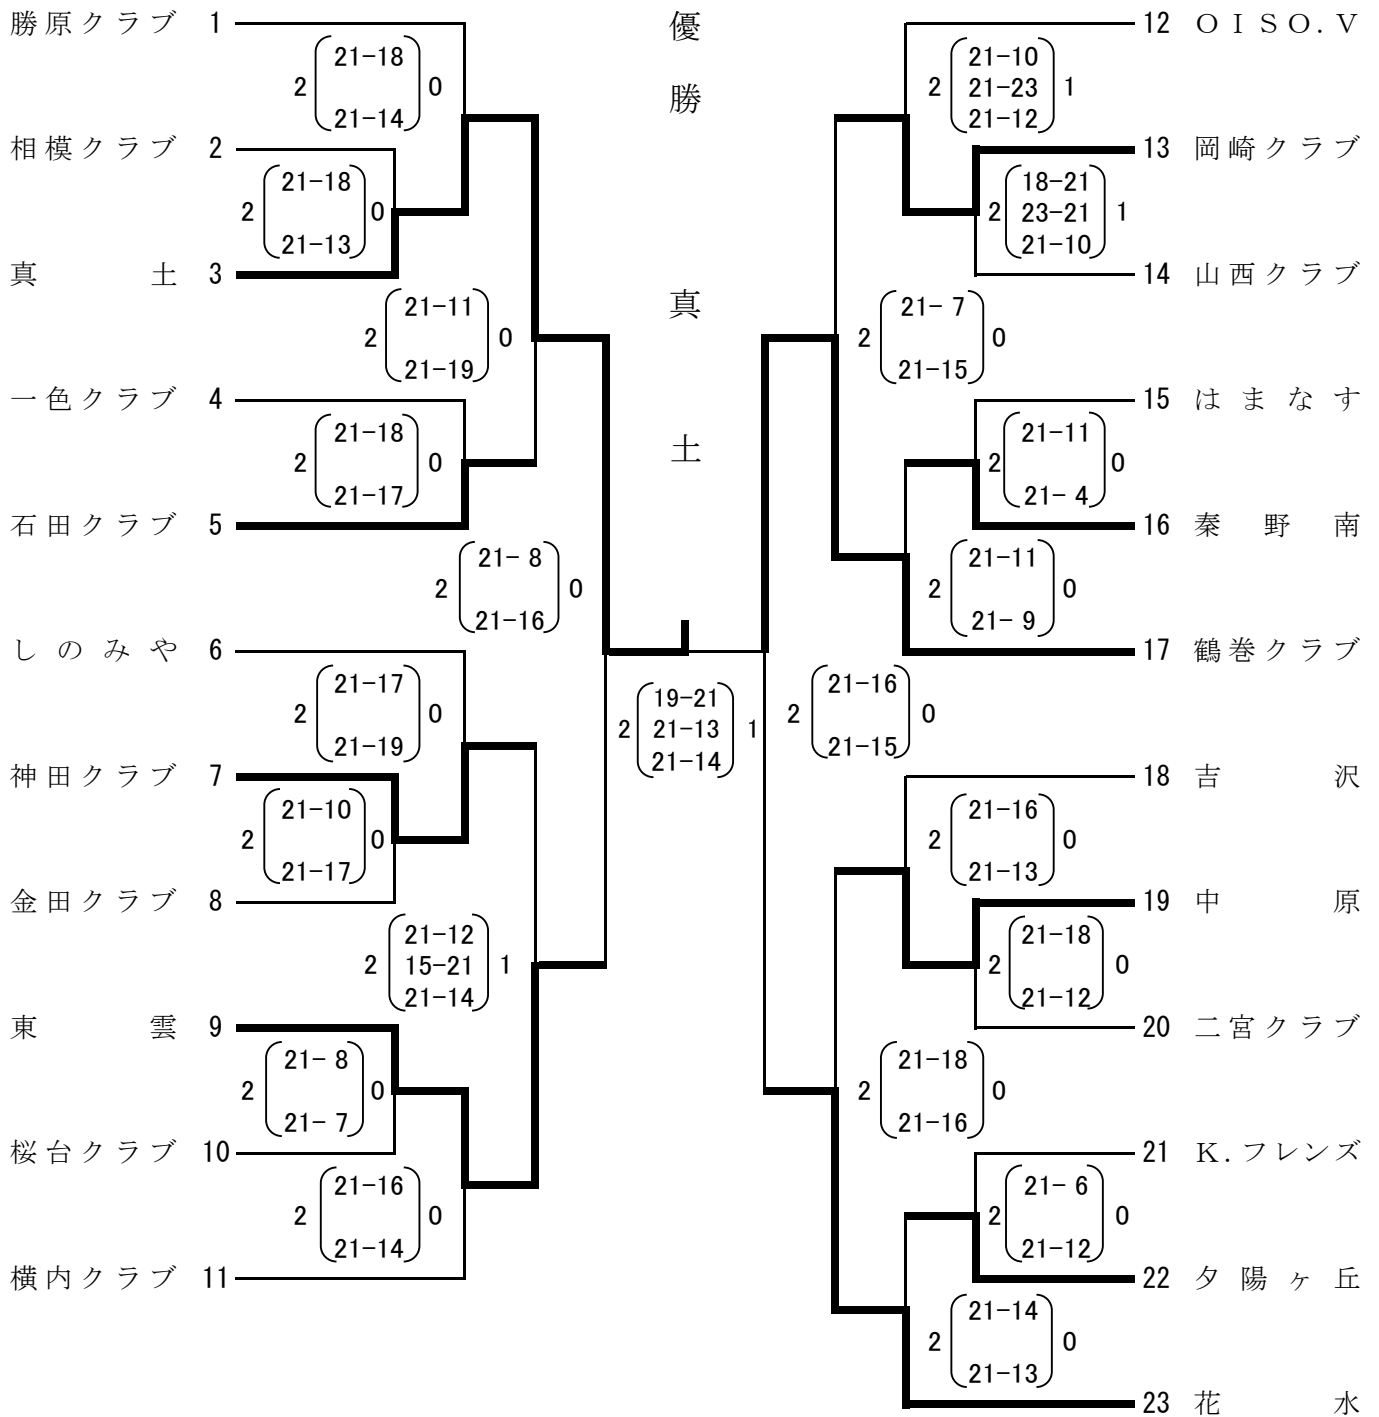 勝原クラブ 1
21-18
2 0
21-14
相模クラブ 2
21-18
2 0
21-13
真土 3
21-11
2 0
21-19
一色クラブ 4
21-18
2 0
21-17
石田クラブ 5
21- 8
2 0
21-16
しのみや 6
21-17
2 0
21-19
神田クラブ 7
21-10
2 0
21-17
金田クラブ 8
21-12
2 15-21 1
21-14
東雲 9
21- 8
2 0
21- 7
桜台クラブ 10
21-16
2 0
21-14
横内クラブ 11
優勝
真土
19-21
2 21-13 1
21-14
12 OISO.V
21-10
2 21-23 1
21-12
13 岡崎クラブ
18-21
2 23-21 1
21-10
14 山西クラブ
21- 7
2 0
21-15
15 はまなす
21-11
2 0
21- 4
16 秦野南
21-11
2 0
21- 9
17 鶴巻クラブ
21-16
2 0
21-15
18 吉沢
21-16
2 0
21-13
19 中原
21-18
2 0
21-12
20 二宮クラブ
21-18
2 0
21-16
21 K.フレンズ
21- 6
2 0
21-12
22 夕陽ヶ丘
21-14
2 0
21-13
23 花水